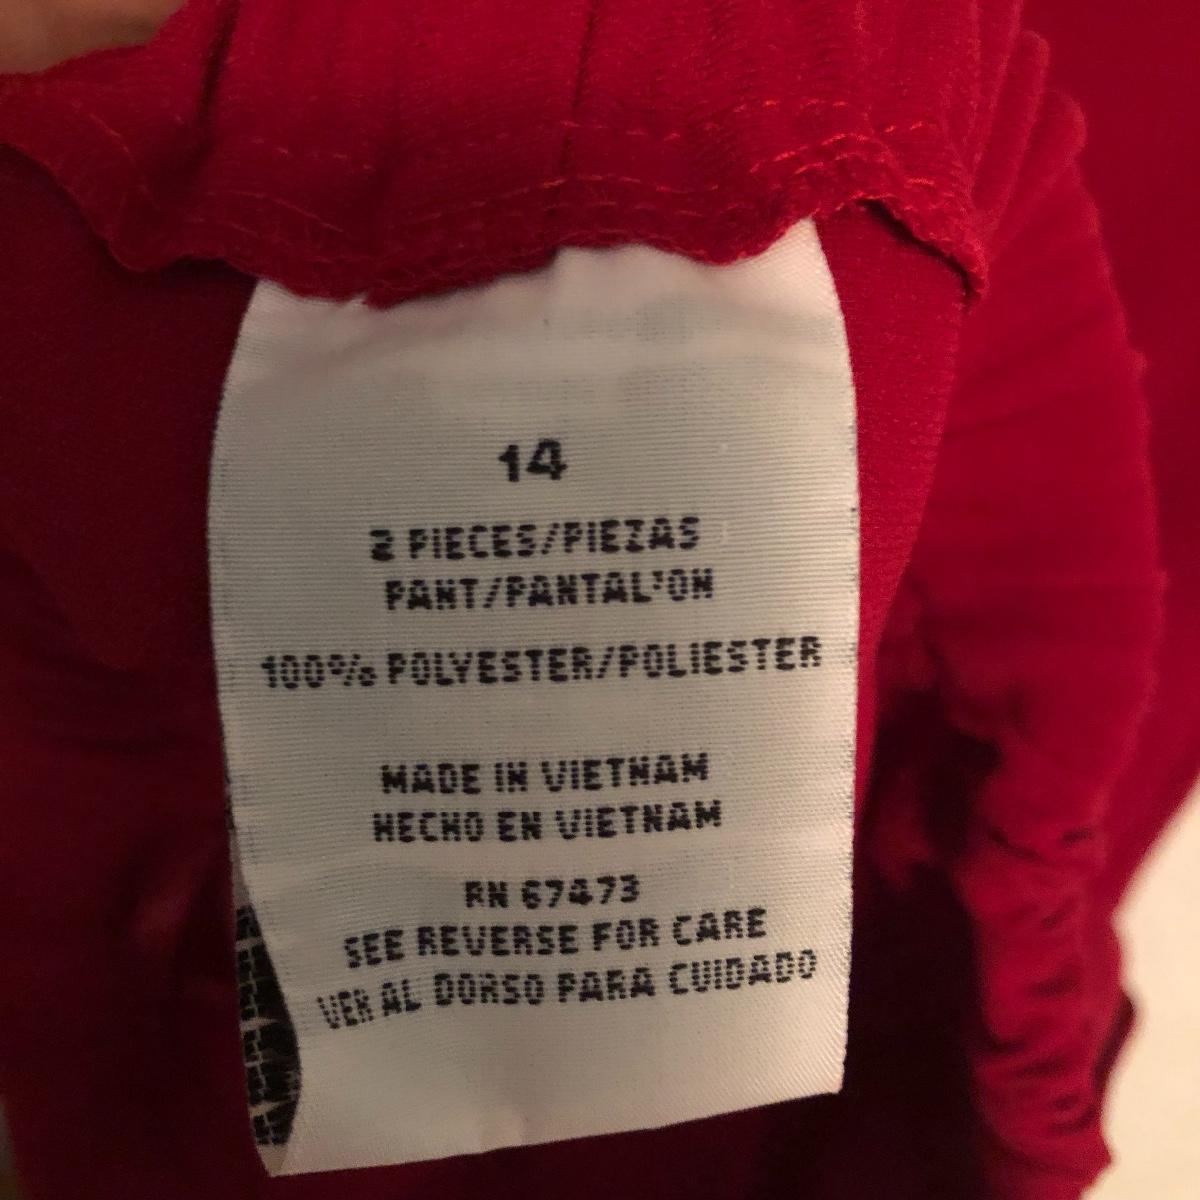 14
2 PIECES/PIEZAS
PANT/PANTAL'ON
100% POLYESTER/POLIESTER
MADE IN VIETNAM
HECHO EN VIETNAM
RN 67473
SEE REVERSE FOR CARE
VER AL DORSO PARA CUIDADO